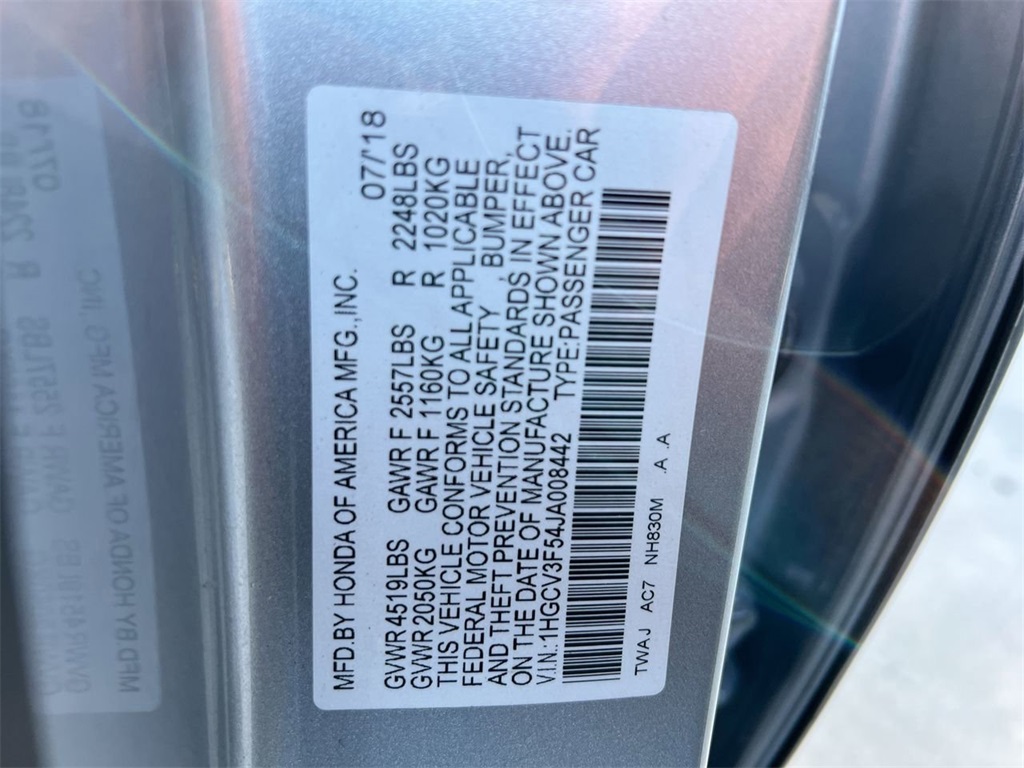 MFD.BY HONDA OF AMERICA MFG.,INC. 07/18
GVWR4519LBS GAWR F 2557LBS R 2248LBS
GVWR2050KG GAWR F 1160KG R 1020KG
THIS VEHICLE CONFORMS TO ALL APPLICABLE
FEDERAL MOTOR VEHICLE SAFETY , BUMPER,
AND THEFT PREVENTION STANDARDS IN EFFECT
ON THE DATE OF MANUFACTURE SHOWN ABOVE.
V.I.N.:1HGCV3F54JA008442 TYPE:PASSENGER CAR
TWAJ AC7 NH830M .A .A